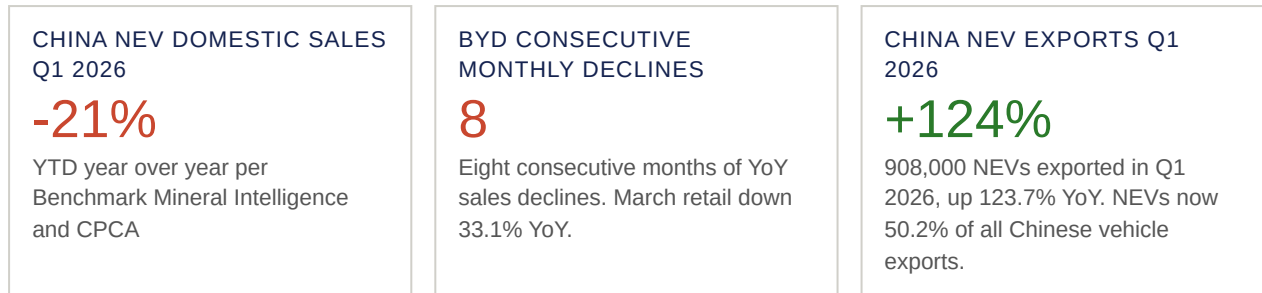 CHINA NEV DOMESTIC SALES
Q1 2026
-21%
YTD year over year per
Benchmark Mineral Intelligence
and CPCA
BYD CONSECUTIVE
MONTHLY DECLINES
8
Eight consecutive months of YoY
sales declines. March retail down
33.1% YoY.
CHINA NEV EXPORTS Q1
2026
+124%
908,000 NEVs exported in Q1
2026, up 123.7% YoY. NEVs now
50.2% of all Chinese vehicle
exports.